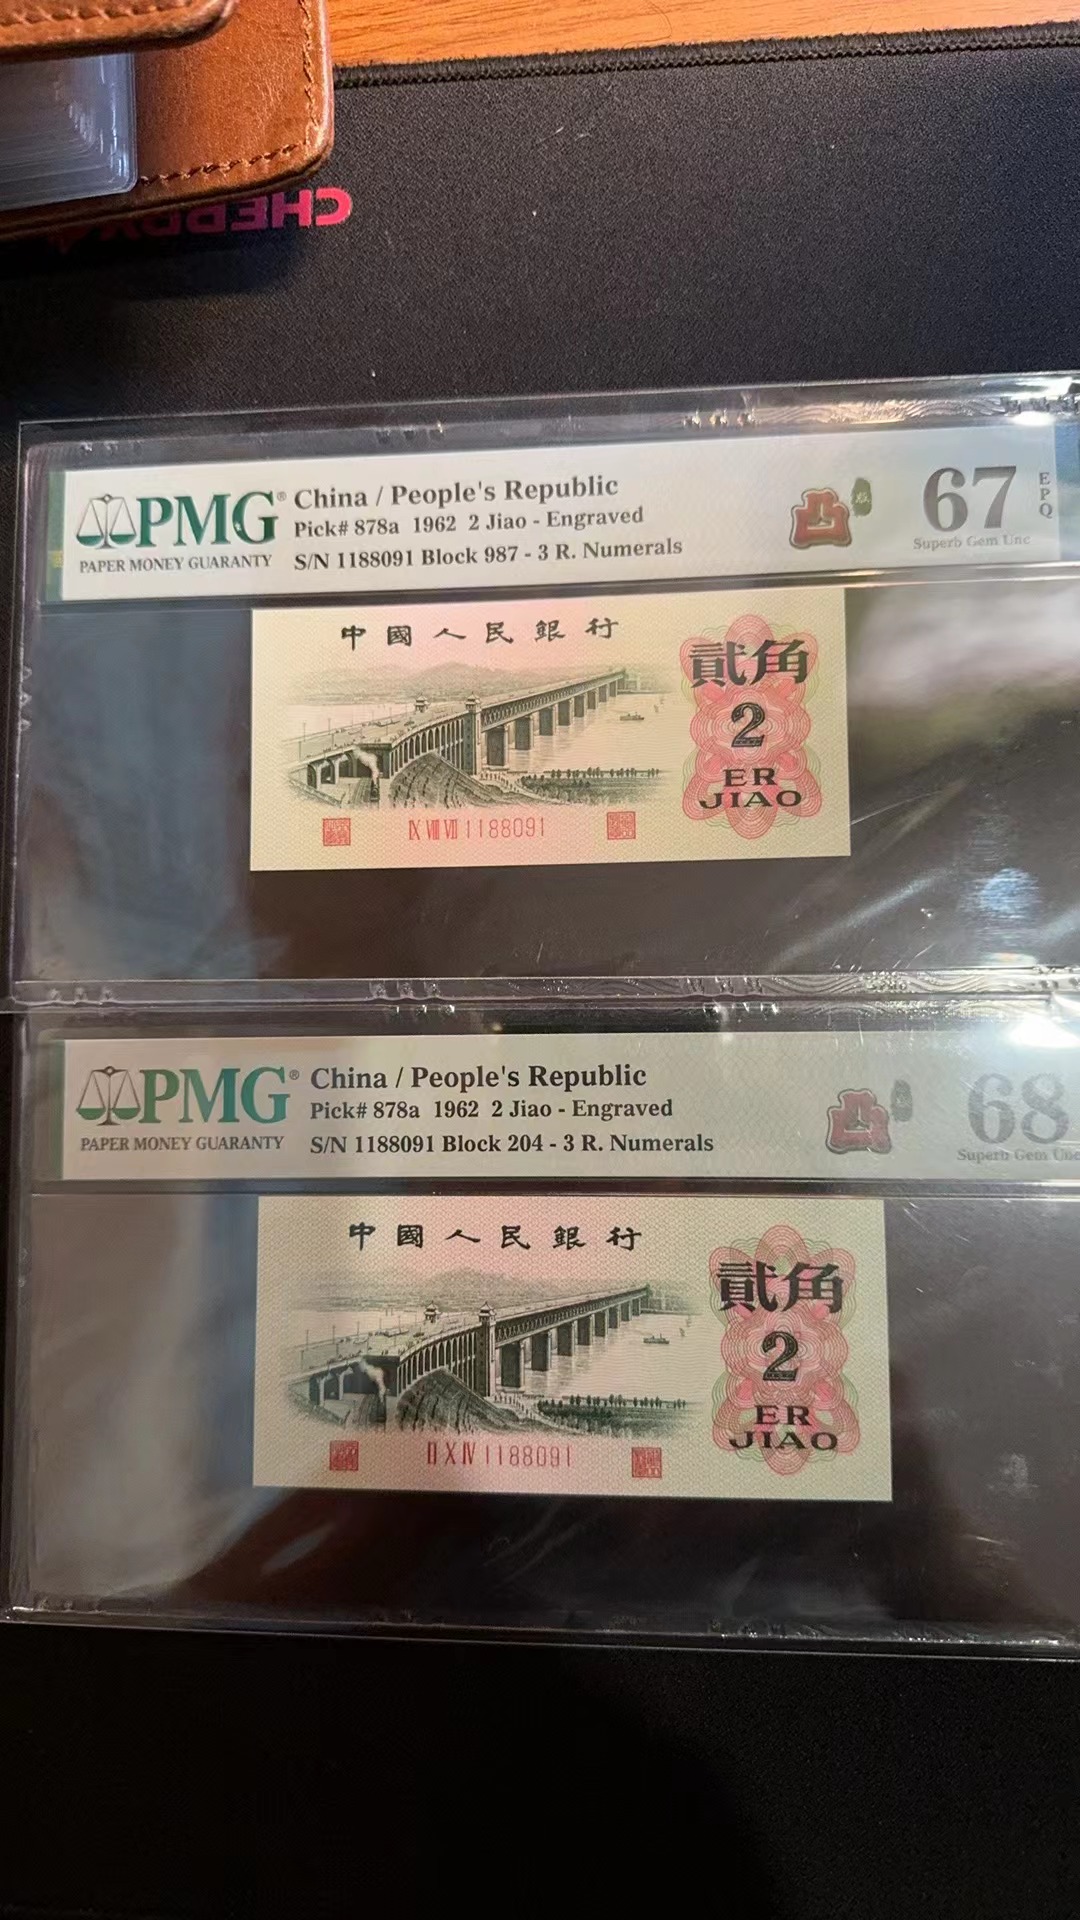 CHERRY
PMG®
PAPER MONEY GUARANTY
China / People's Republic
Pick# 878a 1962 2 Jiao - Engraved
S/N 1188091 Block 987 - 3 R. Numerals
凸
版
67
EPQ
Superb Gem Unc
中國人民銀行
貳角
2
ER
JIAO
IX VIII VII 1188091
PMG®
PAPER MONEY GUARANTY
China / People's Republic
Pick# 878a 1962 2 Jiao - Engraved
S/N 1188091 Block 204 - 3 R. Numerals
凸
68
Superb Gem Unc
中國人民銀行
貳角
2
ER
JIAO
II X IV 1188091